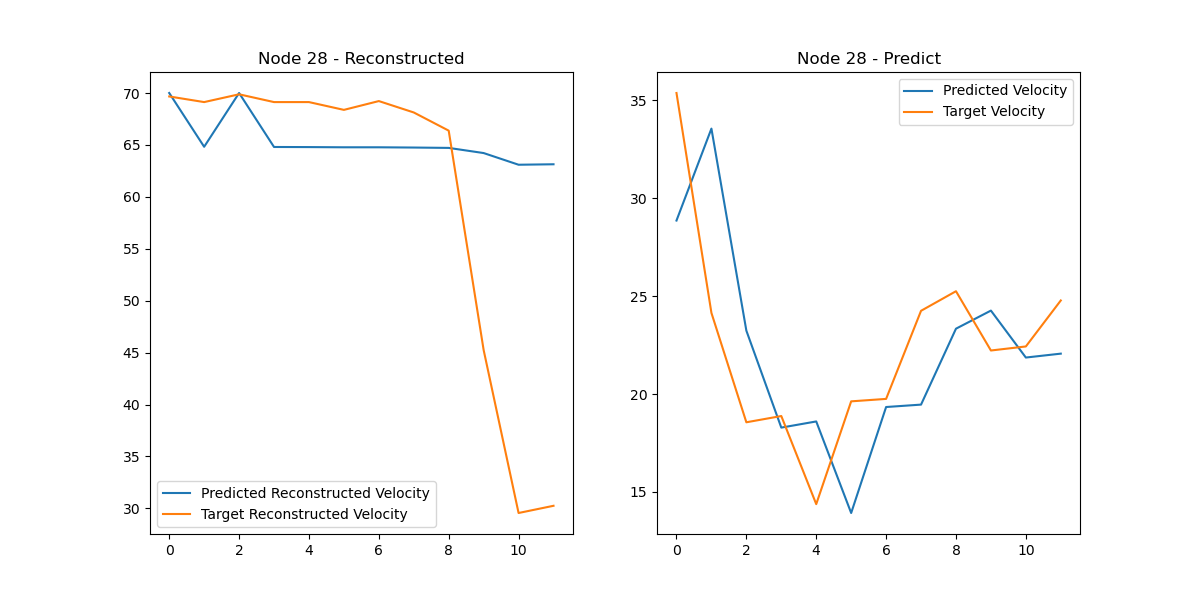 Node 28 - Reconstructed
70
65
60
55
50
45
40
35
30
Predicted Reconstructed Velocity
Target Reconstructed Velocity
0 2 4 6 8 10
Node 28 - Predict
Predicted Velocity
Target Velocity
35
30
25
20
15
0 2 4 6 8 10